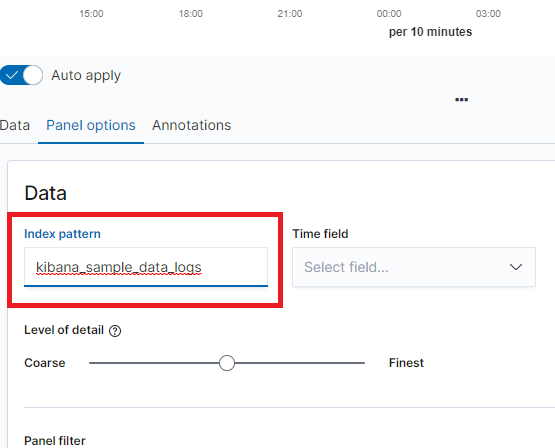 15:00 18:00 21:00 00:00 03:00
per 10 minutes
Auto apply
Data Panel options Annotations
Data
Index pattern Time field
kibana_sample_data_logs Select field...
Level of detail
Coarse Finest
Panel filter